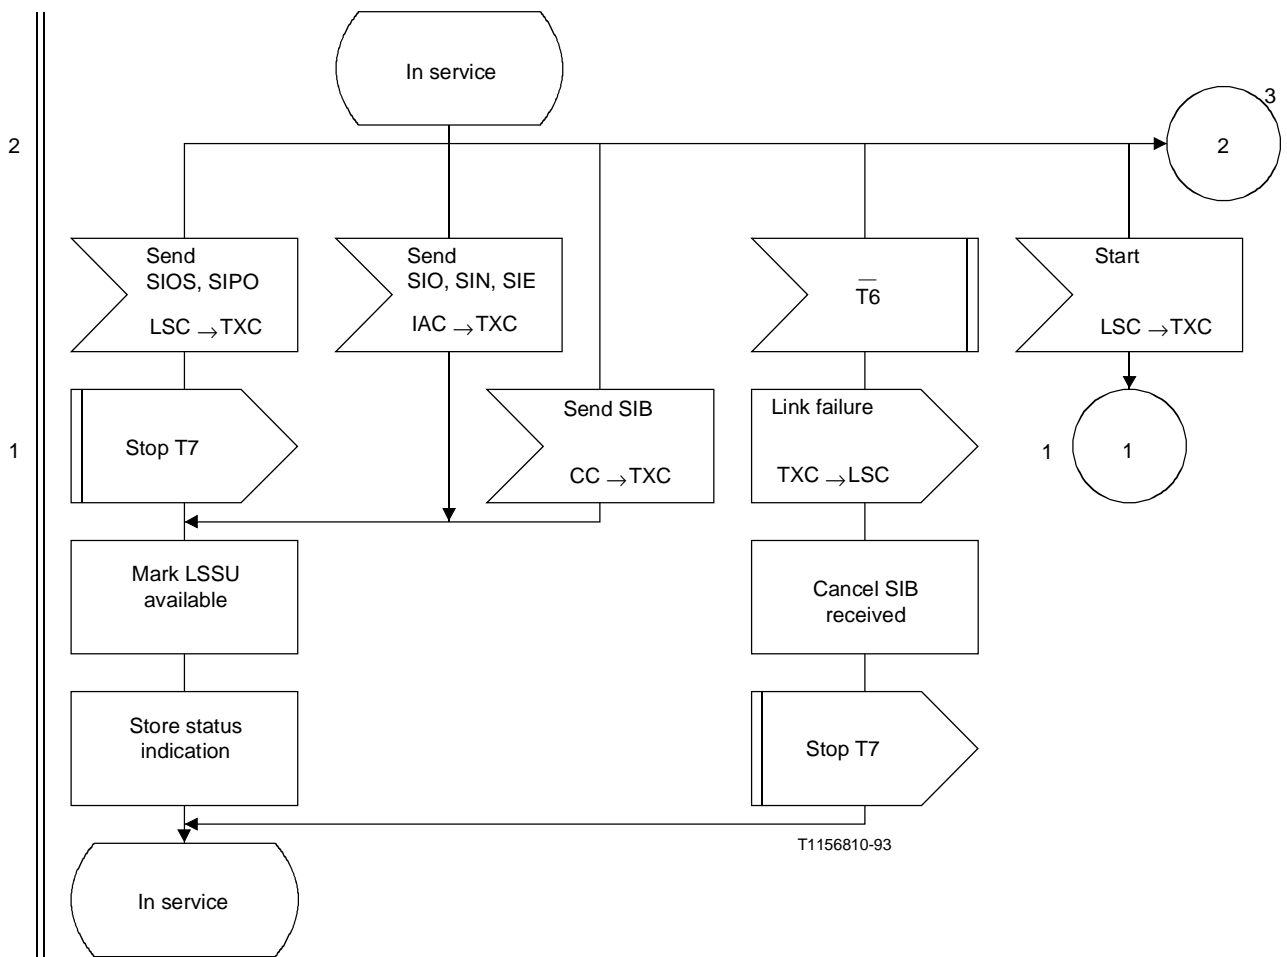 In service
3
2
2
Send
SIOS, SIPO
LSC → TXC
Send
SIO, SIN, SIE
IAC → TXC
T6
Start
LSC → TXC
1
Stop T7
Send SIB
CC → TXC
Link failure
TXC → LSC
1
1
Mark LSSU
available
Cancel SIB
received
Store status
indication
Stop T7
T1156810-93
In service